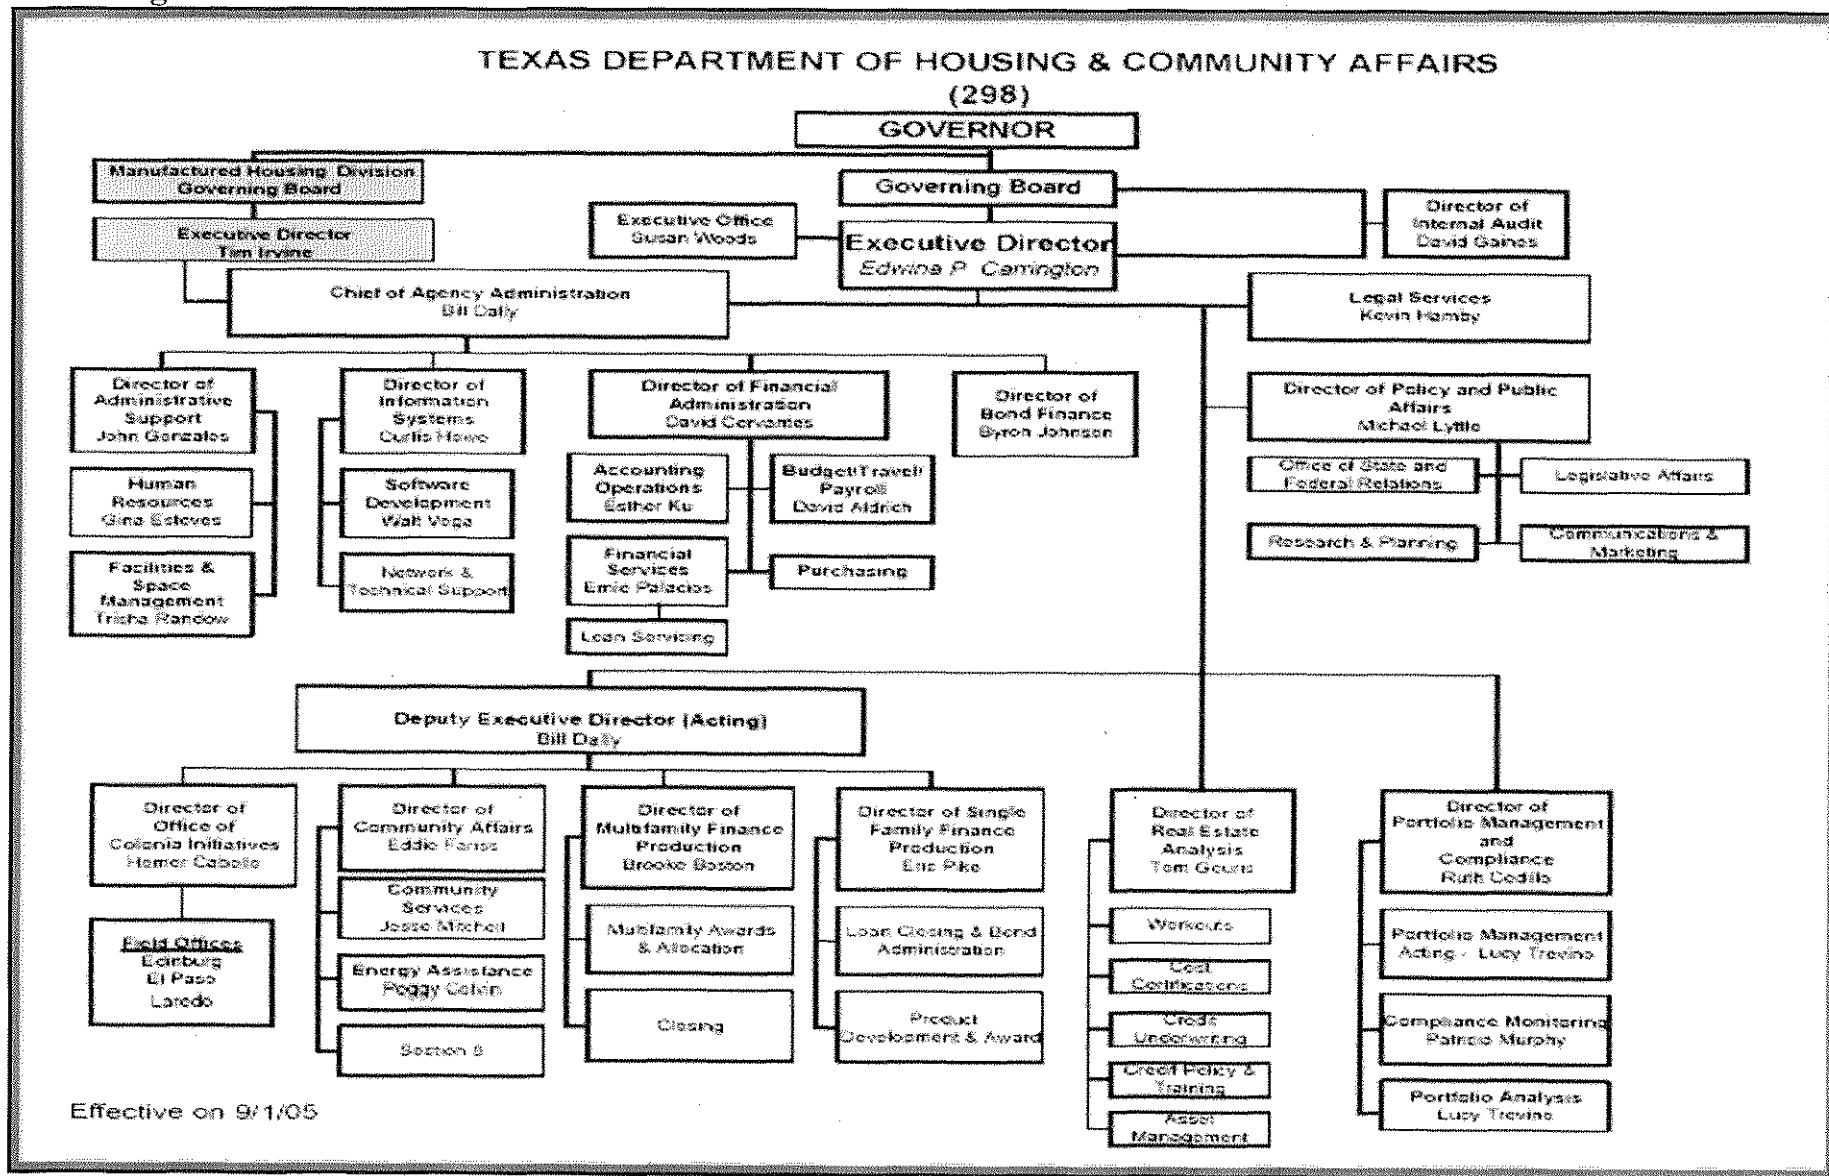 TEXAS DEPARTMENT OF HOUSING & COMMUNITY AFFAIRS
(298)
GOVERNOR
Manufactured Housing Division
Governing Board
Governing Board
Executive Director
Tim Irvine
Executive Office
Susan Woods
Executive Director
Edwina P. Carrington
Director of
Internal Audit
David Gaines
Chief of Agency Administration
Bill Dally
Legal Services
Kevin Hamby
Director of
Administrative
Support
John Gonzales
Director of
Information
Systems
Curtis Howe
Director of Financial
Administration
David Cervantes
Director of
Bond Finance
Byron Johnson
Director of Policy and Public
Affairs
Michael Lyttle
Human
Resources
Gina Esteves
Software
Development
Walt Vega
Accounting
Operations
Esther Ku
Budget/Travel/
Payroll
David Aldrich
Office of State and
Federal Relations
Legislative Affairs
Facilities &
Space
Management
Trisha Randow
Network &
Technical Support
Financial
Services
Ernie Palacios
Purchasing
Research & Planning
Communications &
Marketing
Loan Servicing
Deputy Executive Director (Acting)
Bill Dally
Director of
Office of
Colonia Initiatives
Homer Cabello
Director of
Community Affairs
Eddie Fariss
Director of
Multifamily Finance
Production
Brooke Boston
Director of Single
Family Finance
Production
Eric Pike
Director of
Real Estate
Analysis
Tom Gouris
Director of
Portfolio Management
and
Compliance
Ruth Cedillo
Field Offices
Edinburg
El Paso
Laredo
Community
Services
Jesse Mitchell
Energy Assistance
Peggy Colvin
Section 8
Multifamily Awards
& Allocation
Closing
Loan Closing & Bond
Administration
Product
Development & Award
Workouts
Cost
Certifications
Credit
Underwriting
Credit Policy &
Training
Asset
Management
Portfolio Management
Acting - Lucy Trevino
Compliance Monitoring
Patricia Murphy
Portfolio Analysis
Lucy Trevino
Effective on 9/1/05